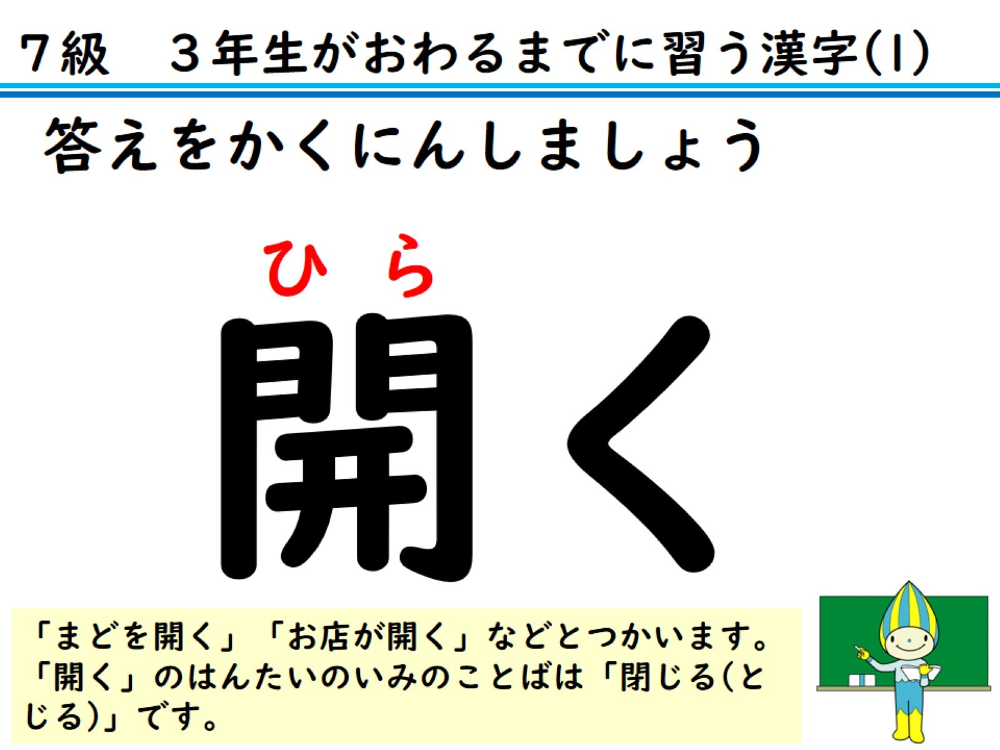 ７級　３年生がおわるまでに習う漢字(1)
答えをかくにんしましょう
ひら
開く
「まどを開く」「お店が開く」などとつかいます。
「開く」のはんたいのいみのことばは「閉じる(と
じる)」です。